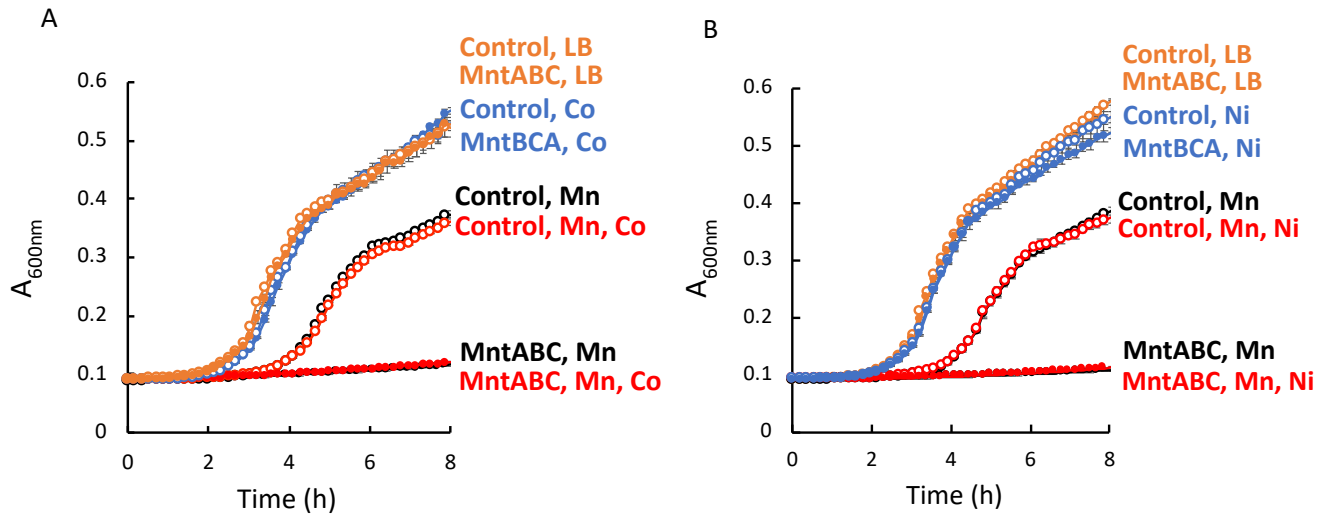 A
Control, LB
MntABC, LB
Control, Co
MntBCA, Co
Control, Mn
Control, Mn, Co
MntABC, Mn
MntABC, Mn, Co
0.6
0.5
0.4
0.3
0.2
0.1
0
A600nm
0 2 4 6 8
Time (h)
B
Control, LB
MntABC, LB
Control, Ni
MntBCA, Ni
Control, Mn
Control, Mn, Ni
MntABC, Mn
MntABC, Mn, Ni
0.6
0.5
0.4
0.3
0.2
0.1
0
A600nm
0 2 4 6 8
Time (h)